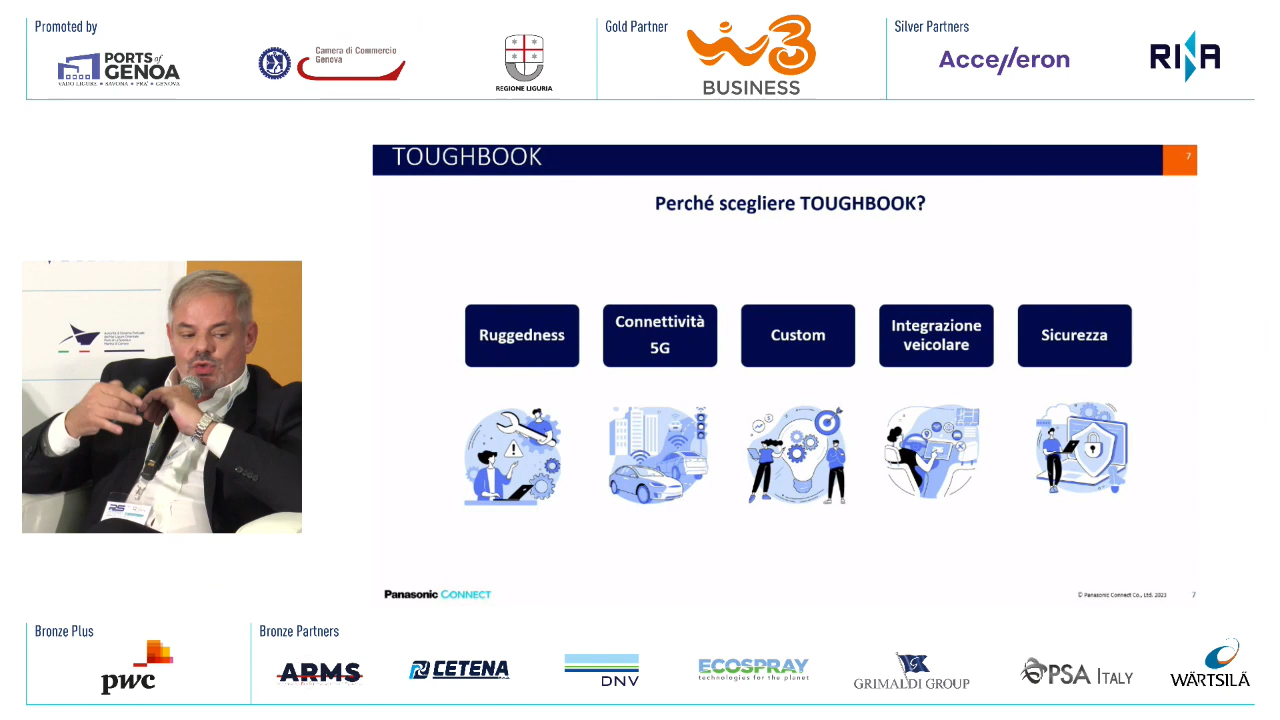 Promoted by
Gold Partner
Silver Partners
PORTS of
GENOA
VADO LIGURE • SAVONA • PRA' • GENOVA
Camera di Commercio
Genova
REGIONE LIGURIA
W3
BUSINESS
Accelleron
RINA
TOUGHBOOK
7
Perché scegliere TOUGHBOOK?
Ruggedness
Connettività
5G
Custom
Integrazione
veicolare
Sicurezza
Panasonic CONNECT
© Panasonic Connect Co., Ltd. 2023
7
Bronze Plus
Bronze Partners
pwc
ARMS
CETENA
DNV
ECOSPRAY
technologies for the planet
GRIMALDI GROUP
PSA ITALY
WÄRTSILÄ